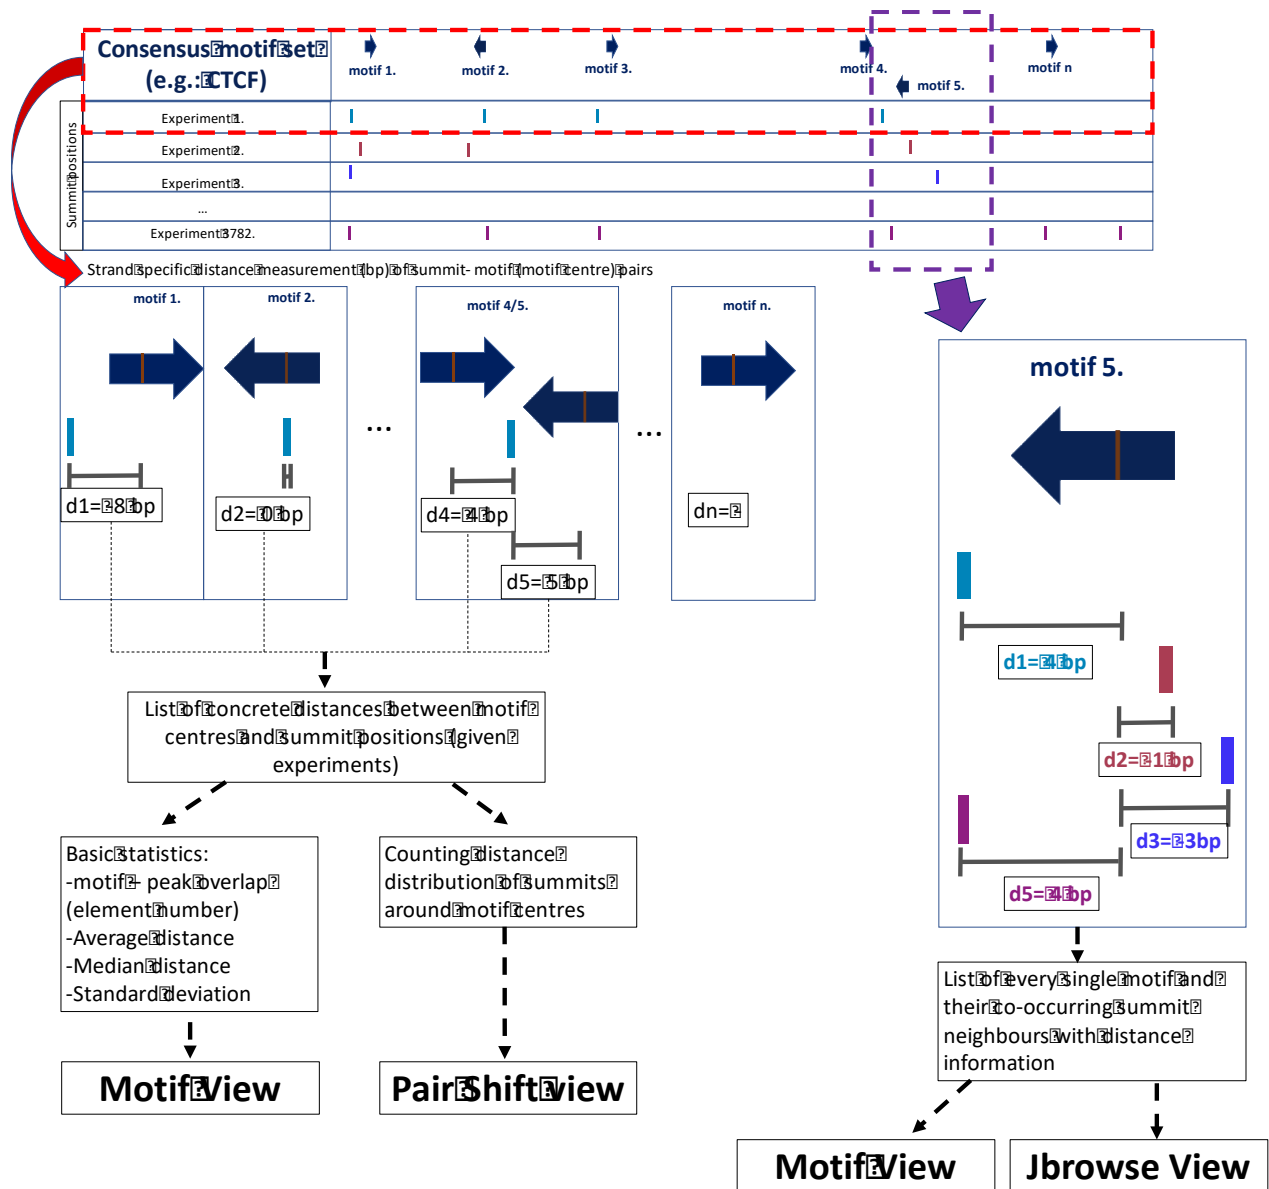 Consensus motif set
(e.g.: CTCF)
motif 1.
motif 2.
motif 3.
motif 4.
motif 5.
motif n
Summit positions
Experiment 1.
Experiment 2.
Experiment 3.
...
Experiment 3782.
Strand specific distance measurement (bp) of summit- motif (motif centre) pairs
motif 1.
motif 2.
motif 4/5.
motif n.
...
...
d1= -8 bp
d2= 0 bp
d4= 4 bp
d5= 5 bp
dn= -
motif 5.
d1= 4 bp
d2= -1 bp
d3= -3bp
d5= 4 bp
List of concrete distances between motif
centres and summit positions (given
experiments)
Basic statistics:
-motif – peak overlap
(element number)
-Average distance
-Median distance
-Standard deviation
Counting distance
distribution of summits
around motif centres
List of every single motif and
their co-occurring summit
neighbours with distance
information
Motif View
Pair Shift view
Motif View
Jbrowse View